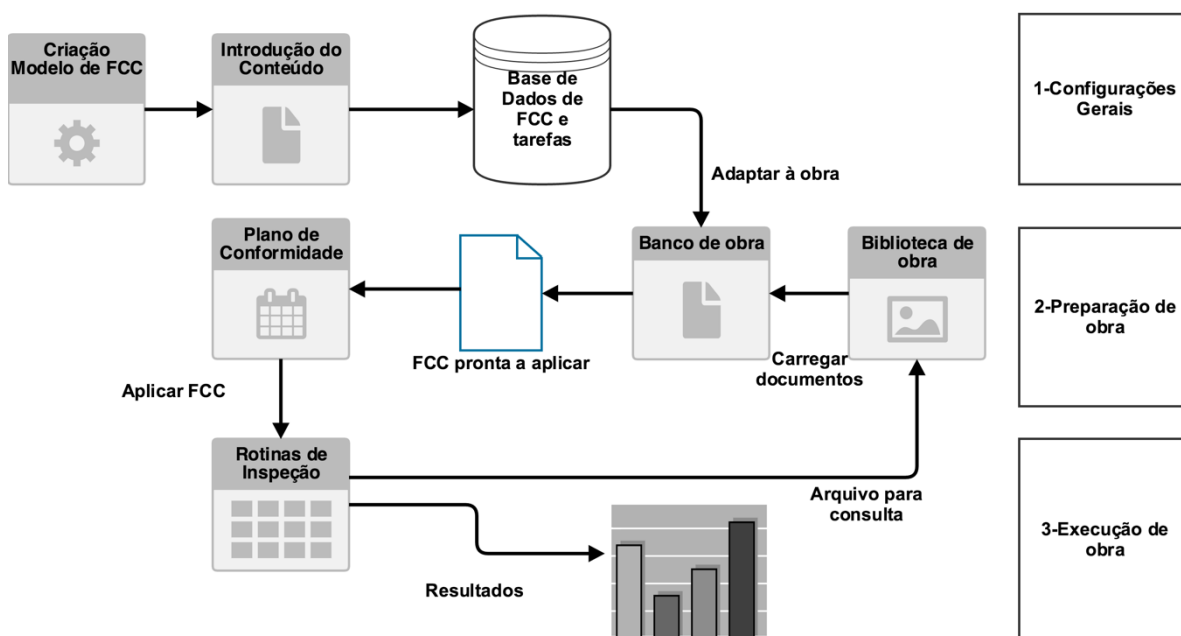 Criação
Modelo de FCC
Introdução do
Conteúdo
Base de
Dados de
FCC e
tarefas
1-Configurações
Gerais
Adaptar à obra
Plano de
Conformidade
FCC pronta a aplicar
Banco de obra
Biblioteca de
obra
Carregar
documentos
2-Preparação de
obra
Aplicar FCC
Rotinas de
Inspeção
Arquivo para
consulta
Resultados
3-Execução de
obra